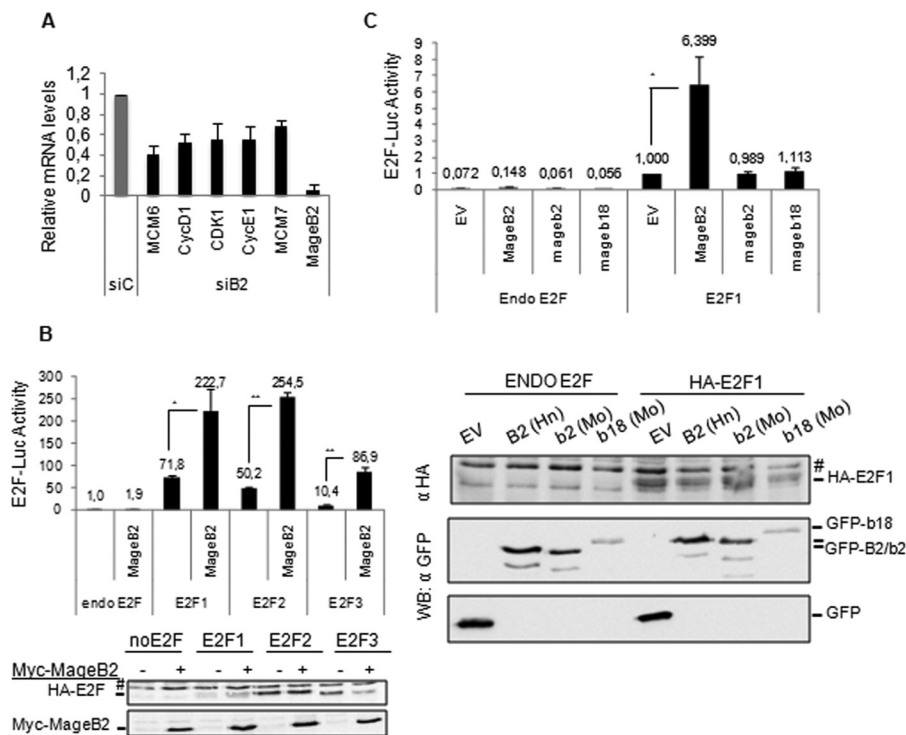 A
Relative mRNA levels
1,2
1
0,8
0,6
0,4
0,2
0
MCM6
CycD1
CDK1
CycE1
MCM7
MageB2
siC
siB2
B
E2F-Luc Activity
300
250
200
150
100
50
0
1,0
1,9
71,8
*
222,7
50,2
**
254,5
10,4
**
86,9
MageB2
MageB2
MageB2
MageB2
endo E2F
E2F1
E2F2
E2F3
noE2F
E2F1
E2F2
E2F3
Myc-MageB2
- + - + - + - +
#
HA-E2F
Myc-MageB2
C
E2F-Luc Activity
9
8
7
6
5
4
3
2
1
0
0,072
0,148
0,061
0,056
1,000
*
6,399
0,989
1,113
EV
MageB2
mageb2
mageb18
EV
MageB2
mageb2
mageb18
Endo E2F
E2F1
ENDO E2F
HA-E2F1
EV
B2 (Hn)
b2 (Mo)
b18 (Mo)
EV
B2 (Hn)
b2 (Mo)
b18 (Mo)
α HA
#
HA-E2F1
WB: α GFP
GFP-b18
GFP-B2/b2
GFP